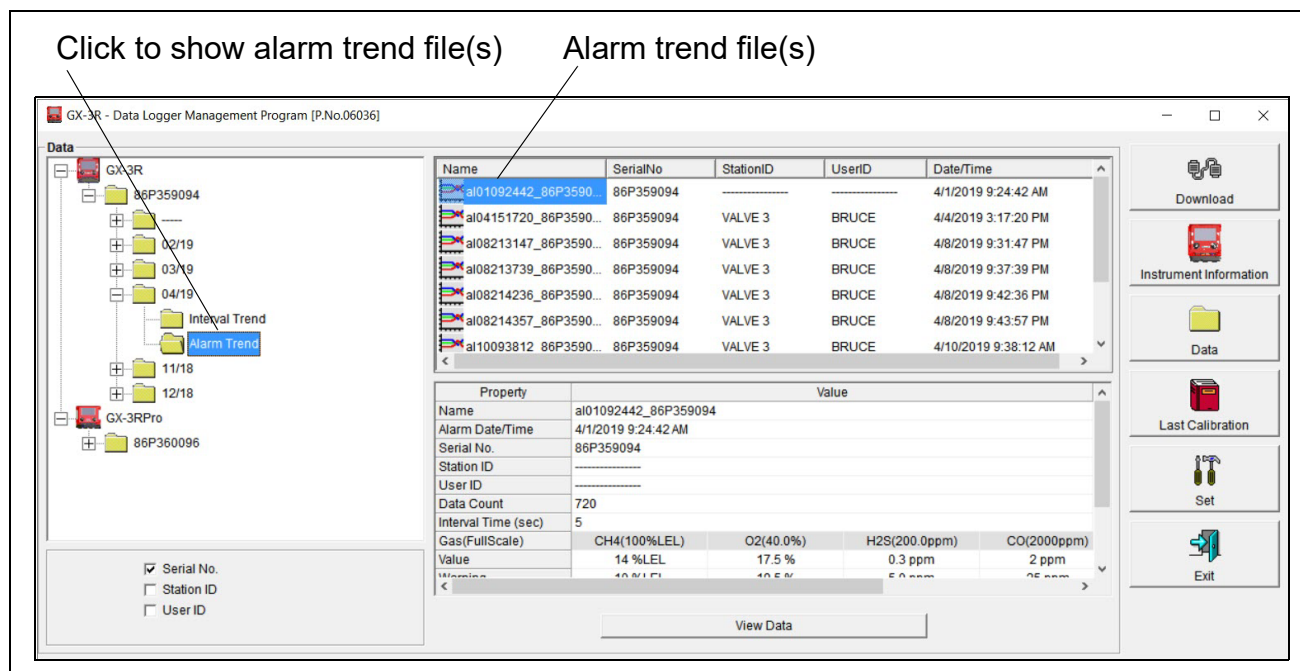 Click to show alarm trend file(s) Alarm trend file(s)
GX-3R - Data Logger Management Program [P.No.06036]
Data
GX-3R
86P359094
----
02/19
03/19
04/19
Interval Trend
Alarm Trend
11/18
12/18
GX-3RPro
86P360096
Serial No.
Station ID
User ID
Name SerialNo StationID UserID Date/Time
al01092442_86P3590... 86P359094 ---------------- ---------------- 4/1/2019 9:24:42 AM
al04151720_86P3590... 86P359094 VALVE 3 BRUCE 4/4/2019 3:17:20 PM
al08213147_86P3590... 86P359094 VALVE 3 BRUCE 4/8/2019 9:31:47 PM
al08213739_86P3590... 86P359094 VALVE 3 BRUCE 4/8/2019 9:37:39 PM
al08214236_86P3590... 86P359094 VALVE 3 BRUCE 4/8/2019 9:42:36 PM
al08214357_86P3590... 86P359094 VALVE 3 BRUCE 4/8/2019 9:43:57 PM
al10093812_86P3590... 86P359094 VALVE 3 BRUCE 4/10/2019 9:38:12 AM
Property Value
Name al01092442_86P359094
Alarm Date/Time 4/1/2019 9:24:42 AM
Serial No. 86P359094
Station ID ----------------
User ID ----------------
Data Count 720
Interval Time (sec) 5
Gas(FullScale) CH4(100%LEL) O2(40.0%) H2S(200.0ppm) CO(2000ppm)
Value 14 %LEL 17.5 % 0.3 ppm 2 ppm
Warning 10 %LEL 19.5 % 5.0 ppm 25 ppm
View Data
Download
Instrument Information
Data
Last Calibration
Set
Exit